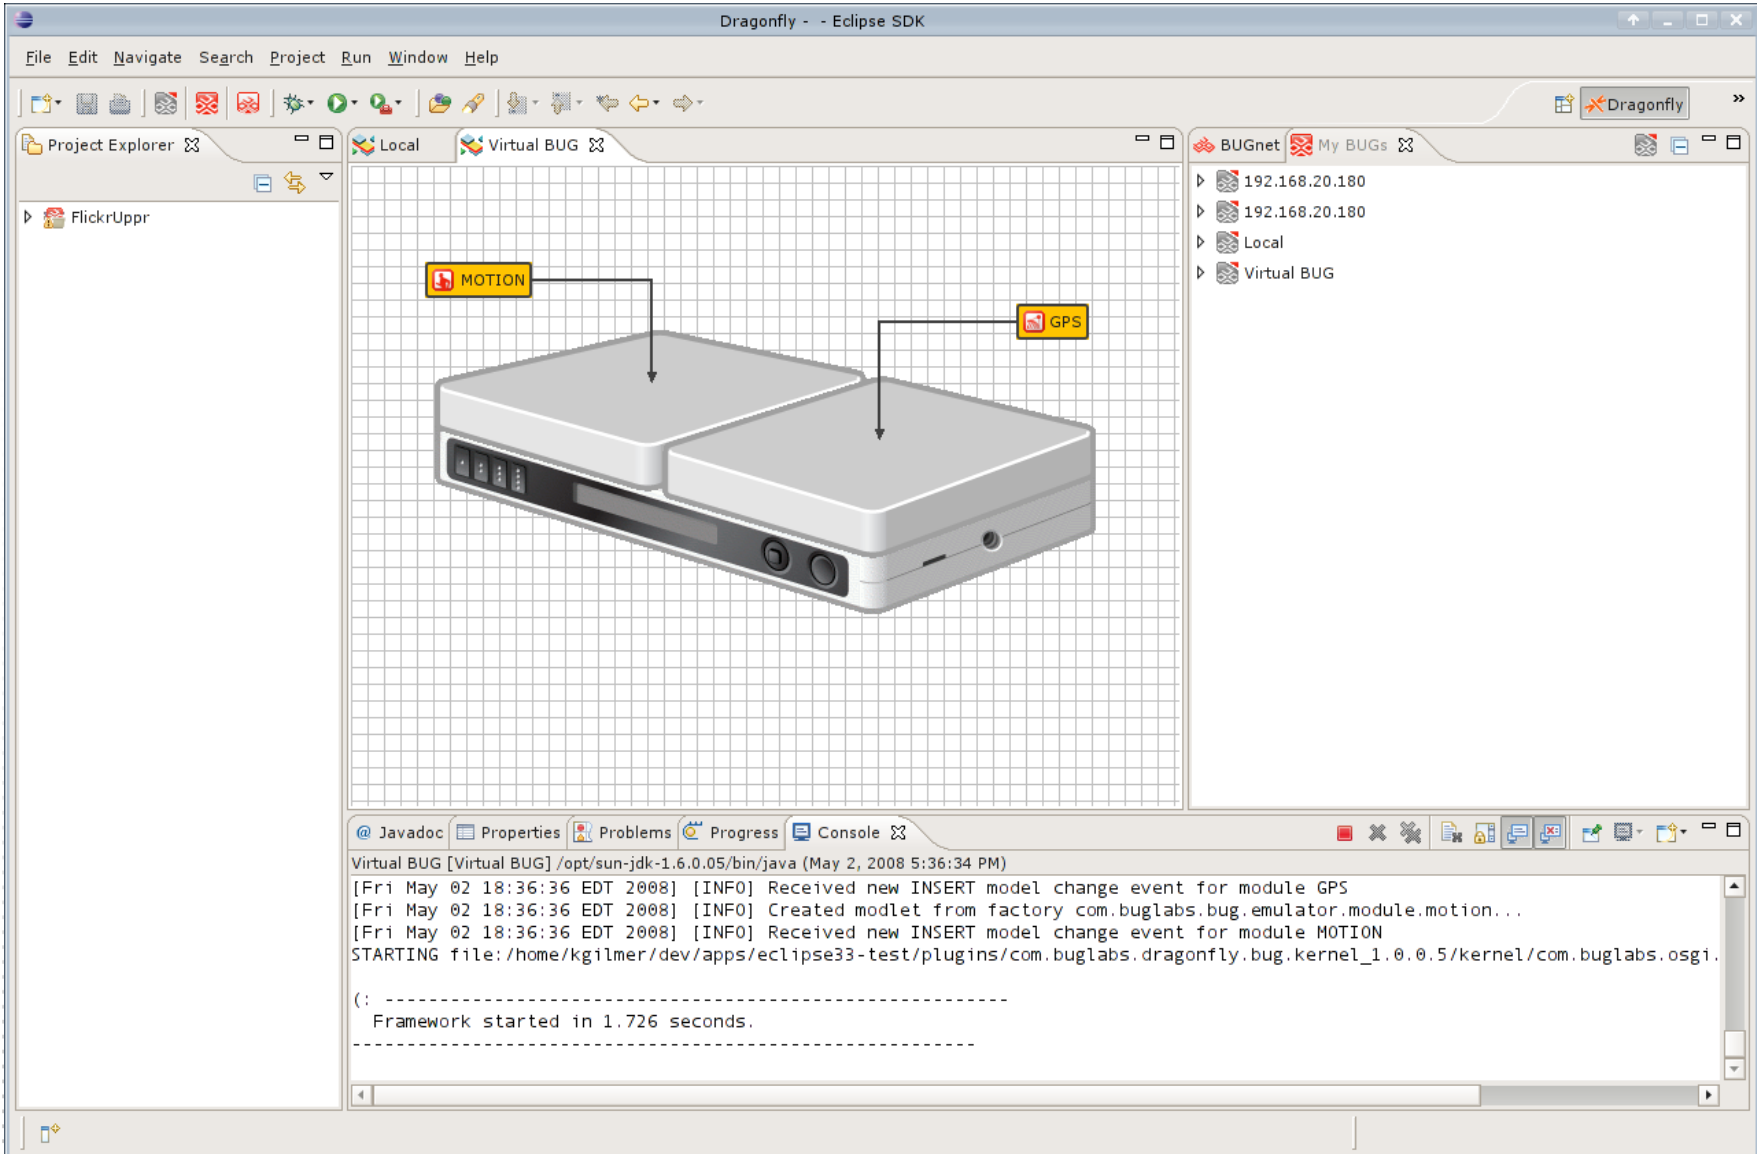 Dragonfly - - Eclipse SDK
File Edit Navigate Search Project Run Window Help
Dragonfly »
Project Explorer
Local Virtual BUG
BUGnet My BUGs
FlickrUppr
192.168.20.180
192.168.20.180
Local
Virtual BUG
MOTION
GPS
@ Javadoc Properties Problems Progress Console
Virtual BUG [Virtual BUG] /opt/sun-jdk-1.6.0.05/bin/java (May 2, 2008 5:36:34 PM)
[Fri May 02 18:36:36 EDT 2008] [INFO] Received new INSERT model change event for module GPS
[Fri May 02 18:36:36 EDT 2008] [INFO] Created modlet from factory com.buglabs.bug.emulator.module.motion...
[Fri May 02 18:36:36 EDT 2008] [INFO] Received new INSERT model change event for module MOTION
STARTING file:/home/kgilmer/dev/apps/eclipse33-test/plugins/com.buglabs.dragonfly.bug.kernel_1.0.0.5/kernel/com.buglabs.osgi.
(: ---------------------------------------------------------
Framework started in 1.726 seconds.
---------------------------------------------------------